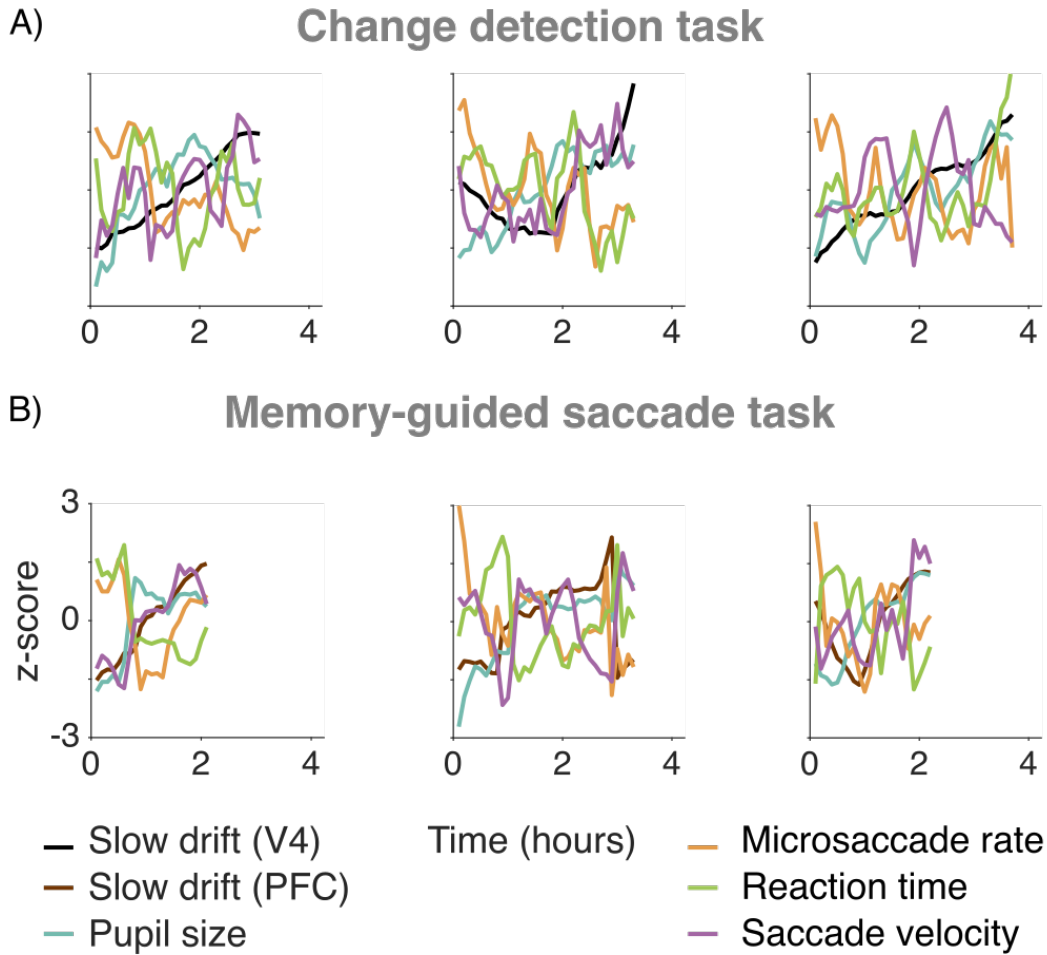 A)
Change detection task
0 2 4
0 2 4
0 2 4
B)
Memory-guided saccade task
3
0
-3
z-score
0 2 4
0 2 4
0 2 4
Time (hours)
Slow drift (V4)
Slow drift (PFC)
Pupil size
Microsaccade rate
Reaction time
Saccade velocity